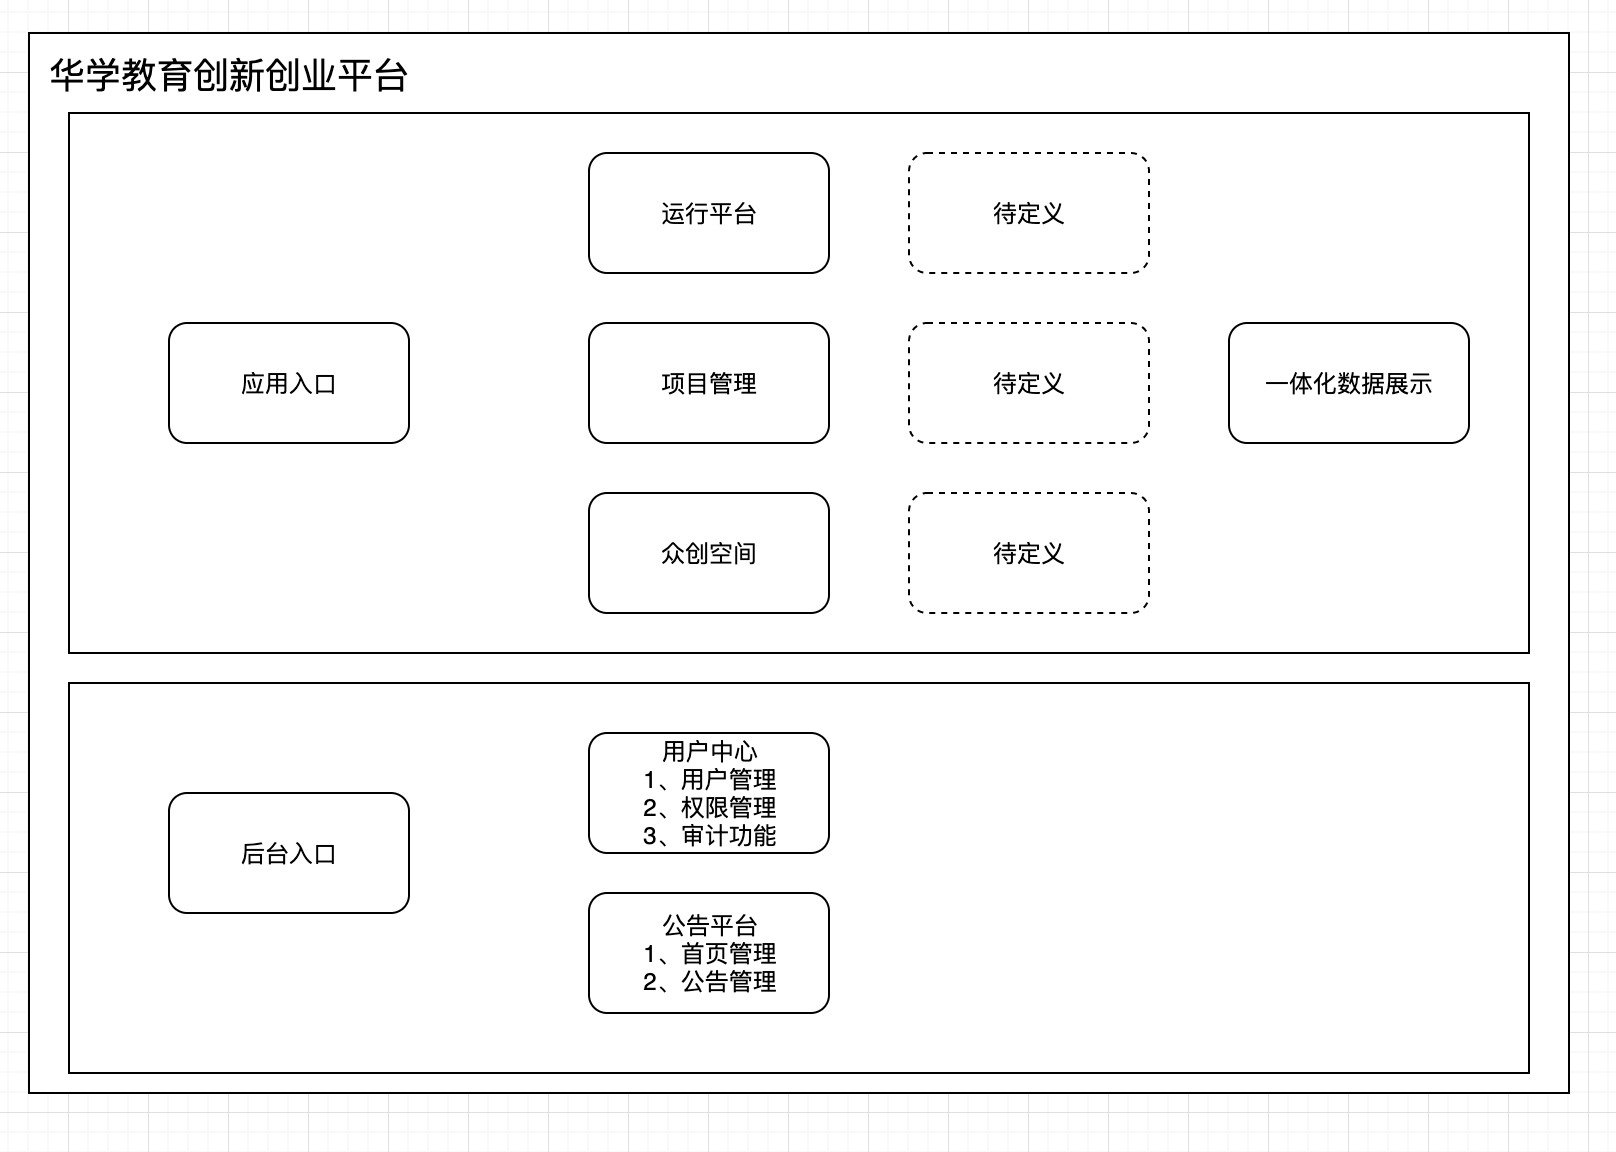 华学教育创新创业平台
运行平台
待定义
应用入口
项目管理
待定义
一体化数据展示
众创空间
待定义
后台入口
用户中心
1、用户管理
2、权限管理
3、审计功能
公告平台
1、首页管理
2、公告管理